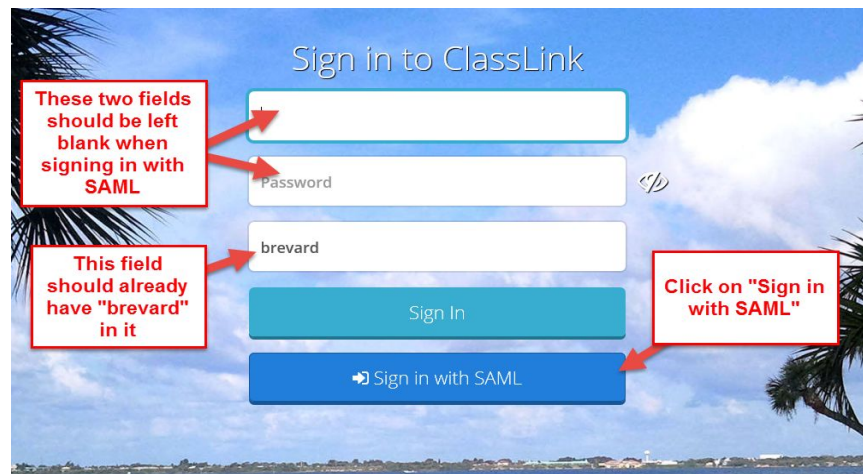 Sign in to ClassLink
These two fields
should be left
blank when
signing in with
SAML
Password
brevard
This field
should already
have "brevard"
in it
Sign In
Click on "Sign in
with SAML"
Sign in with SAML